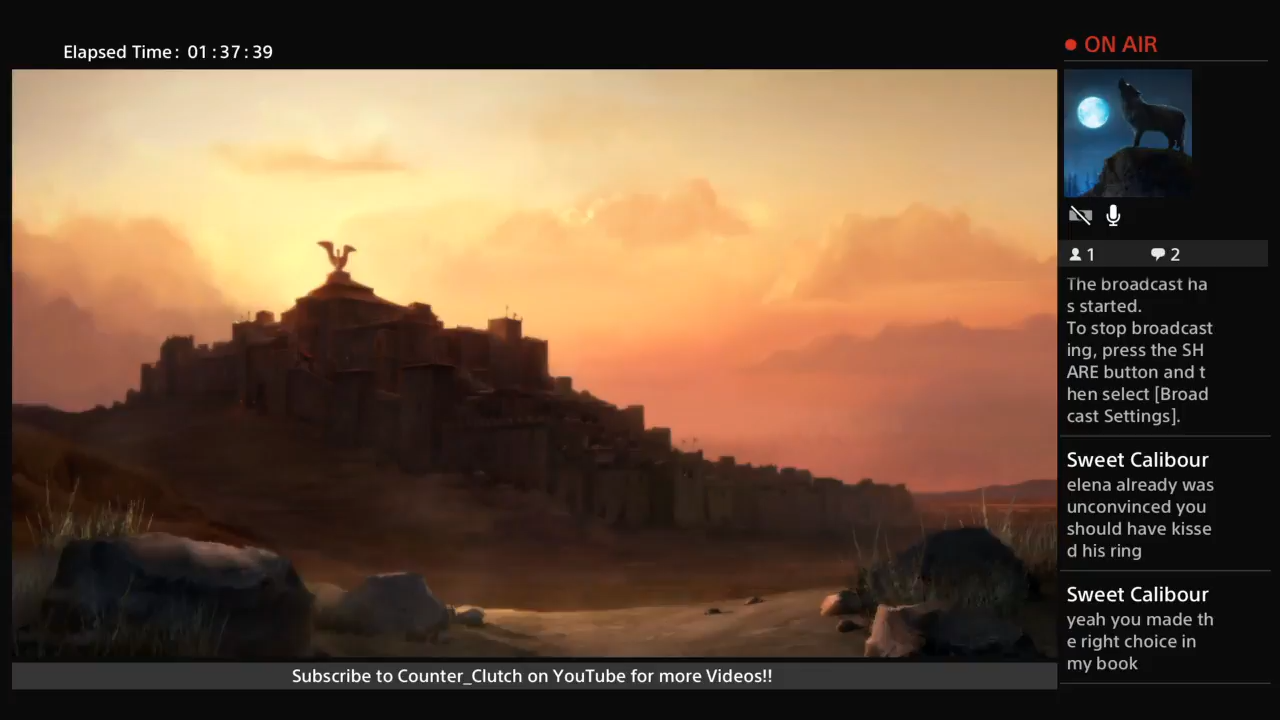 Elapsed Time: 01:37:39
ON AIR
1
2
The broadcast ha
s started.
To stop broadcast
ing, press the SH
ARE button and t
hen select [Broad
cast Settings].
Sweet Calibour
elena already was
unconvinced you
should have kisse
d his ring
Sweet Calibour
yeah you made th
e right choice in
my book
Subscribe to Counter_Clutch on YouTube for more Videos!!